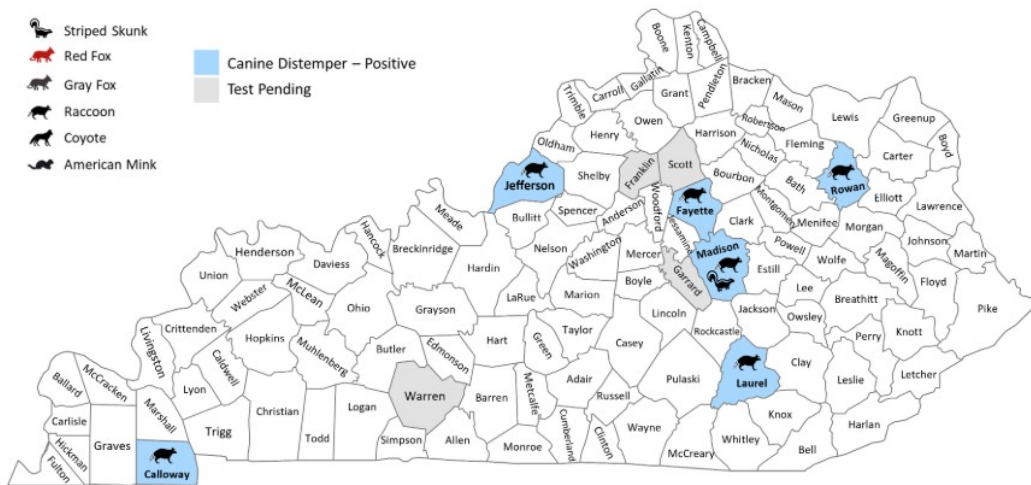 Striped Skunk
Red Fox
Gray Fox
Raccoon
Coyote
American Mink
Canine Distemper – Positive
Test Pending
Boone
Kenton
Campbell
Gallatin
Carroll
Trimble
Grant
Pendleton
Bracken
Mason
Robertson
Lewis
Greenup
Boyd
Owen
Henry
Oldham
Harrison
Nicholas
Fleming
Carter
Jefferson
Shelby
Franklin
Scott
Bourbon
Bath
Rowan
Elliott
Lawrence
Bullitt
Spencer
Anderson
Woodford
Fayette
Clark
Montgomery
Menifee
Morgan
Johnson
Martin
Meade
Hancock
Breckinridge
Nelson
Washington
Mercer
Jessamine
Madison
Powell
Wolfe
Magoffin
Floyd
Pike
Henderson
Union
Daviess
Hardin
Boyle
Garrard
Estill
Lee
Breathitt
Webster
McLean
Ohio
Grayson
LaRue
Marion
Lincoln
Rockcastle
Jackson
Owsley
Perry
Knott
Crittenden
Livingston
Hopkins
Muhlenberg
Butler
Edmonson
Hart
Green
Taylor
Casey
Pulaski
Laurel
Clay
Leslie
Letcher
Ballard
McCracken
Marshall
Lyon
Caldwell
Christian
Todd
Logan
Warren
Barren
Metcalfe
Adair
Russell
Knox
Harlan
Carlisle
Graves
Hickman
Fulton
Calloway
Trigg
Simpson
Allen
Monroe
Cumberland
Clinton
Wayne
McCreary
Whitley
Bell